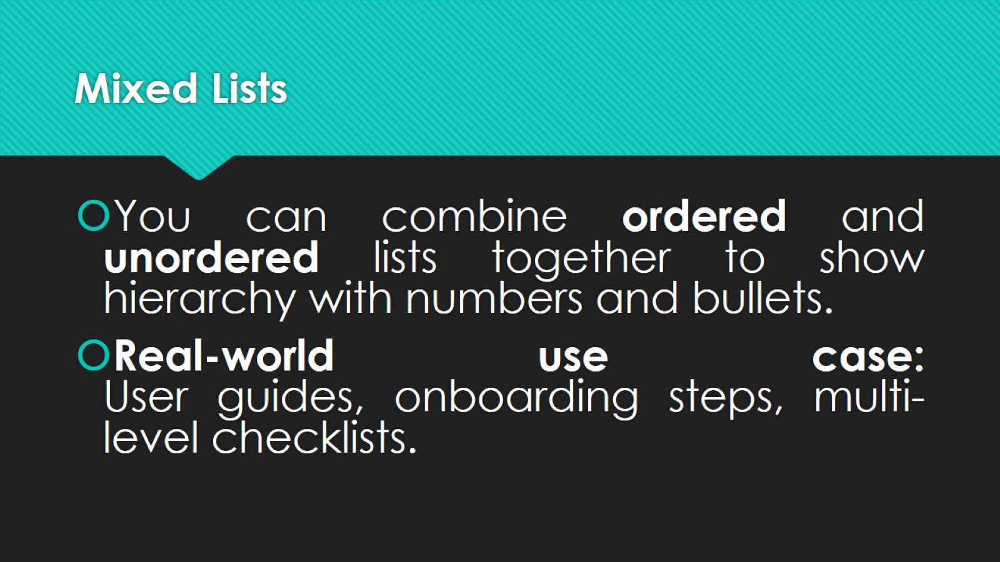 Mixed Lists
You can combine ordered and
unordered lists together to show
hierarchy with numbers and bullets.
Real-world use case:
User guides, onboarding steps, multi-
level checklists.